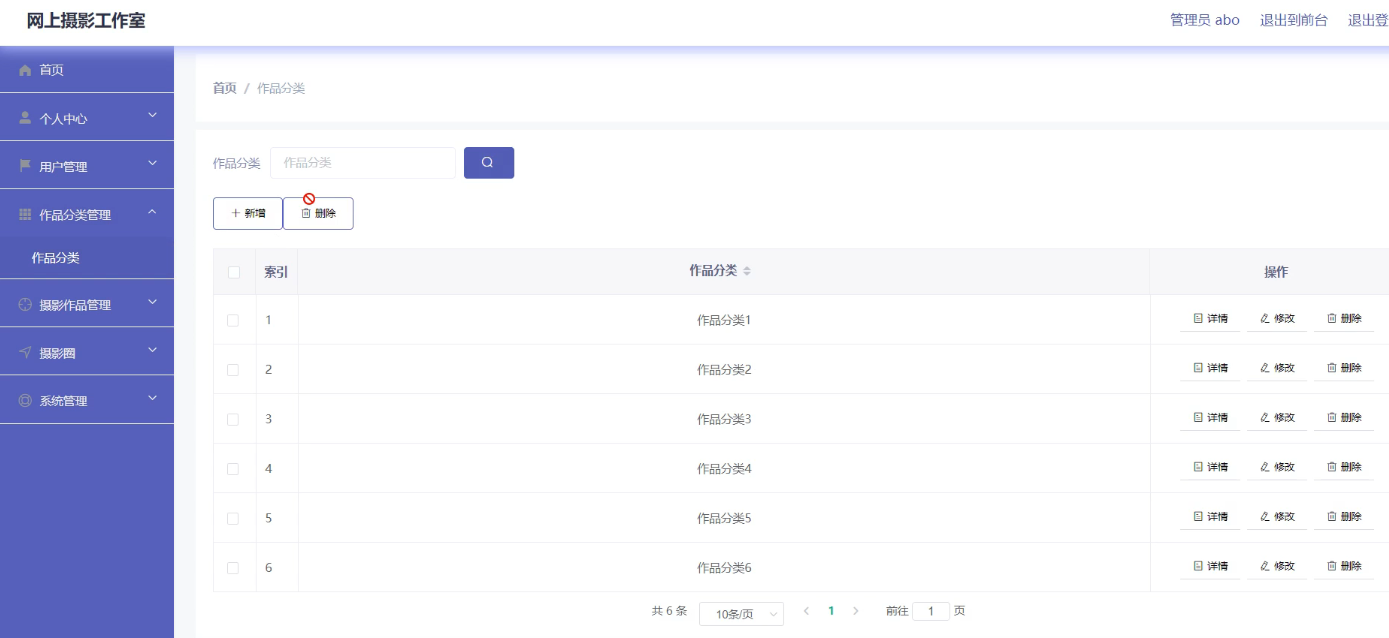 网上摄影工作室
管理员 abo 退出到前台 退出登
首页
个人中心
用户管理
作品分类管理
作品分类
摄影作品管理
摄影圈
系统管理
首页 / 作品分类
作品分类 作品分类
新增 删除
索引 作品分类 操作
1 作品分类1 详情 修改 删除
2 作品分类2 详情 修改 删除
3 作品分类3 详情 修改 删除
4 作品分类4 详情 修改 删除
5 作品分类5 详情 修改 删除
6 作品分类6 详情 修改 删除
共 6 条 10条/页 1 前往 1 页